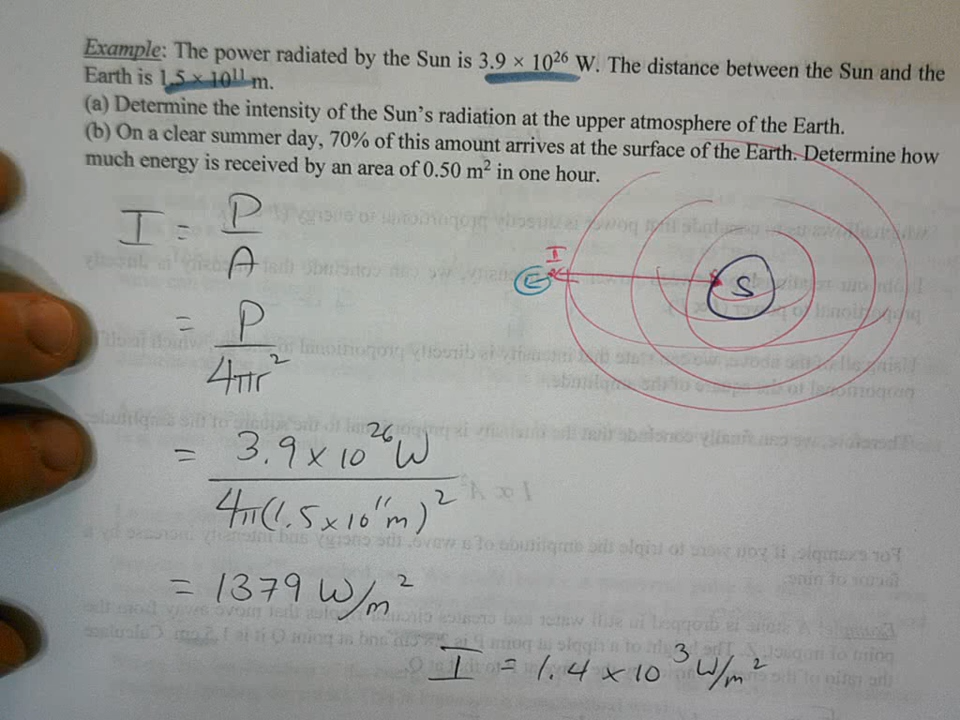 Example: The power radiated by the Sun is 3.9 × 10²⁶ W. The distance between the Sun and the
Earth is 1.5 × 10¹¹ m.
(a) Determine the intensity of the Sun's radiation at the upper atmosphere of the Earth.
(b) On a clear summer day, 70% of this amount arrives at the surface of the Earth. Determine how
much energy is received by an area of 0.50 m² in one hour.
I = P / A
= P / 4πr²
I
E
S
= 3.9 × 10²⁶ W / 4π(1.5 × 10¹¹ m)²
= 1379 W/m²
I = 1.4 × 10³ W/m²